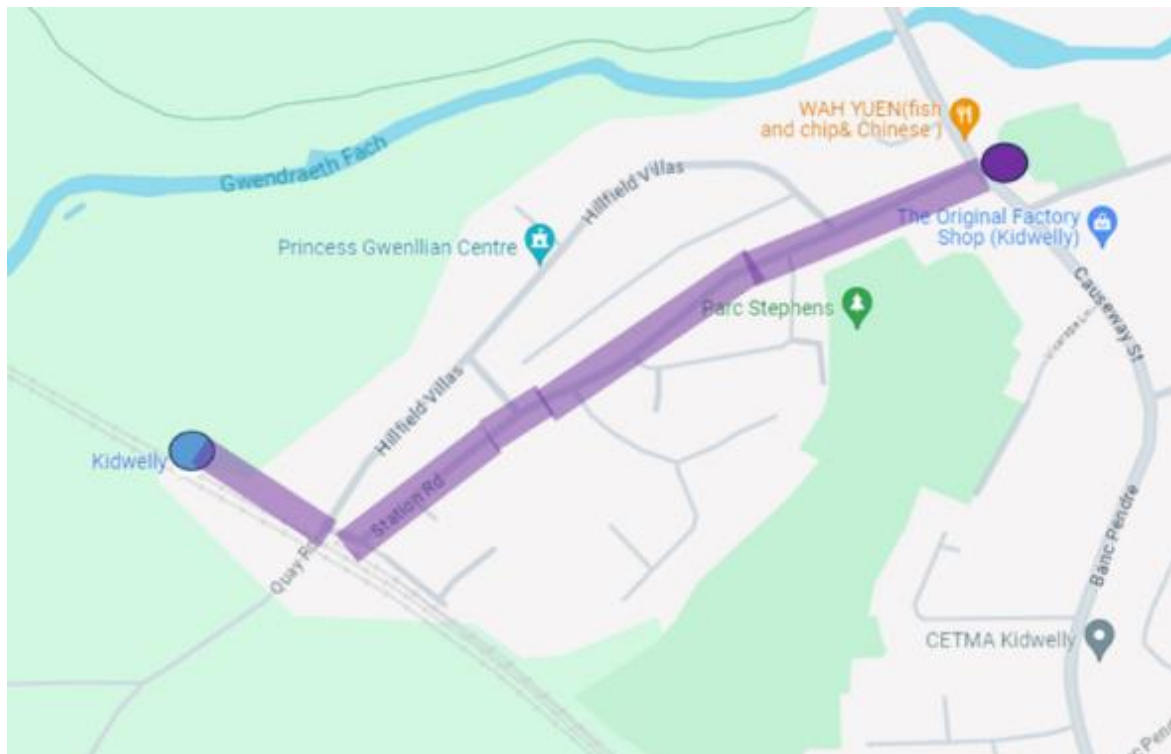 WAH YUEN(fish
and chip& Chinese )
Gwendraeth Fach
Hillfield Villas
The Original Factory
Shop (Kidwelly)
Princess Gwenllian Centre
Parc Stephens
Causeway St
Hillfield Villas
Kidwelly
Station Rd
Quay
Banc Pendre
CETMA Kidwelly